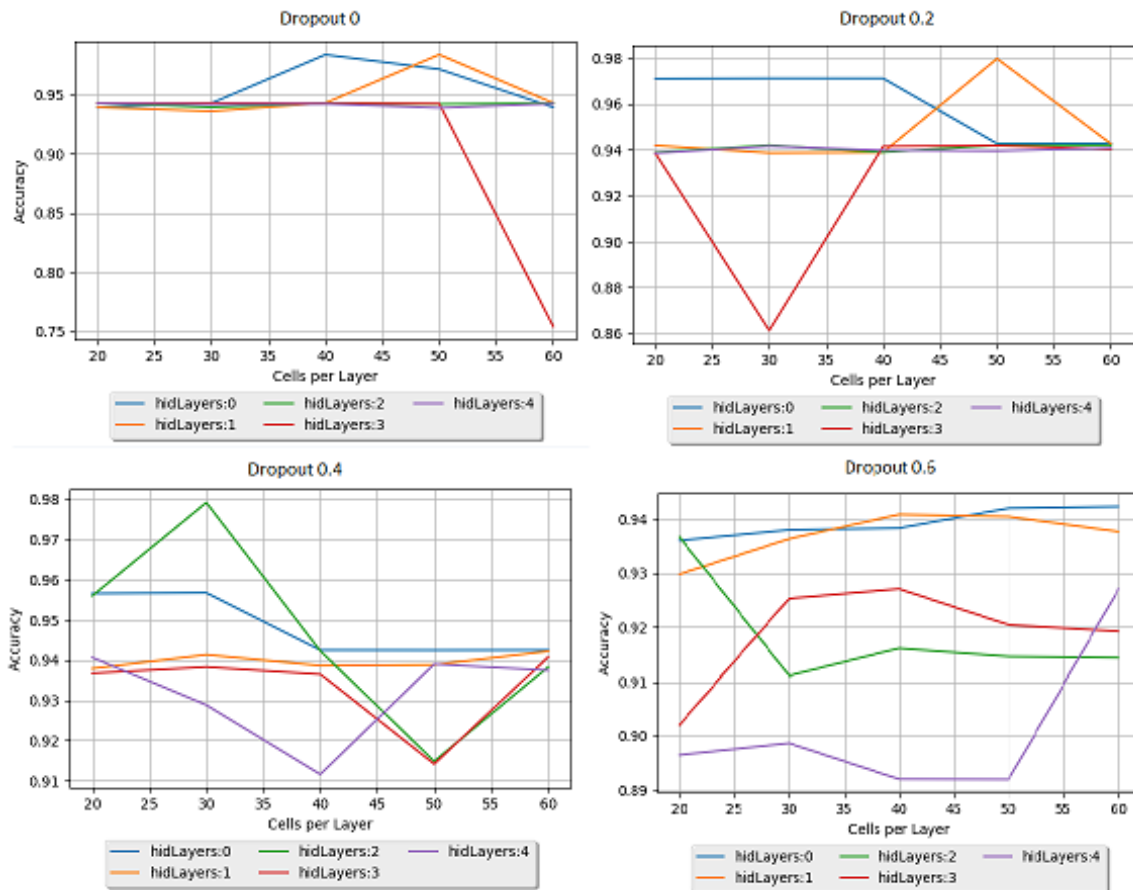 Dropout 0
Accuracy
0.95
0.90
0.85
0.80
0.75
20 25 30 35 40 45 50 55 60
Cells per Layer
hidLayers:0 hidLayers:2 hidLayers:4
hidLayers:1 hidLayers:3
Dropout 0.2
0.98
0.96
0.94
0.92
0.90
0.88
0.86
20 25 30 35 40 45 50 55 60
Cells per Layer
hidLayers:0 hidLayers:2 hidLayers:4
hidLayers:1 hidLayers:3
Dropout 0.4
Accuracy
0.98
0.97
0.96
0.95
0.94
0.93
0.92
0.91
20 25 30 35 40 45 50 55 60
Cells per Layer
hidLayers:0 hidLayers:2 hidLayers:4
hidLayers:1 hidLayers:3
Dropout 0.6
Accuracy
0.94
0.93
0.92
0.91
0.90
0.89
20 25 30 35 40 45 50 55 60
Cells per Layer
hidLayers:0 hidLayers:2 hidLayers:4
hidLayers:1 hidLayers:3